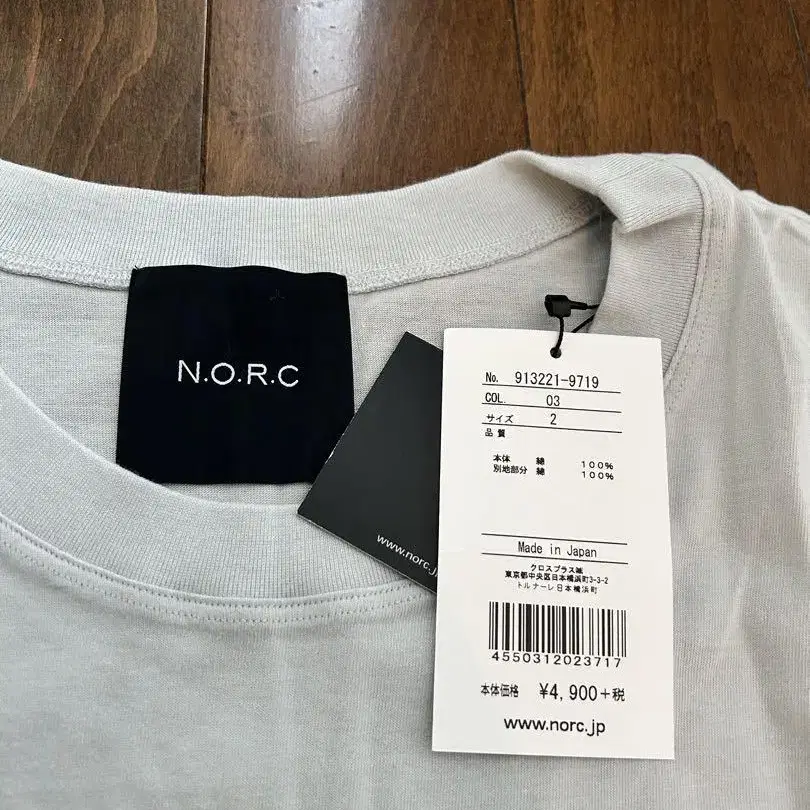 N.O.R.C
www.norc.j
No. 913221-9719
COL. 03
サイズ 2
品質
本体 綿 100%
別地部分 綿 100%
Made in Japan
クロスプラス㈱
東京都中央区日本橋浜町3-3-2
トルナーレ日本橋浜町
4550312023717
本体価格 ¥4,900+税
www.norc.jp